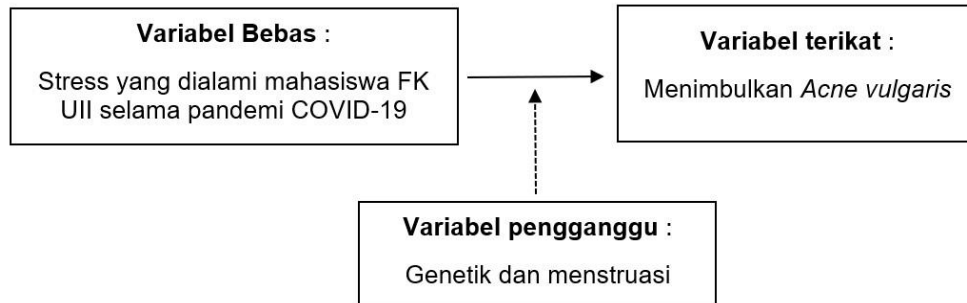 Variabel Bebas :
Stress yang dialami mahasiswa FK
UII selama pandemi COVID-19
Variabel terikat :
Menimbulkan Acne vulgaris
Variabel pengganggu :
Genetik dan menstruasi